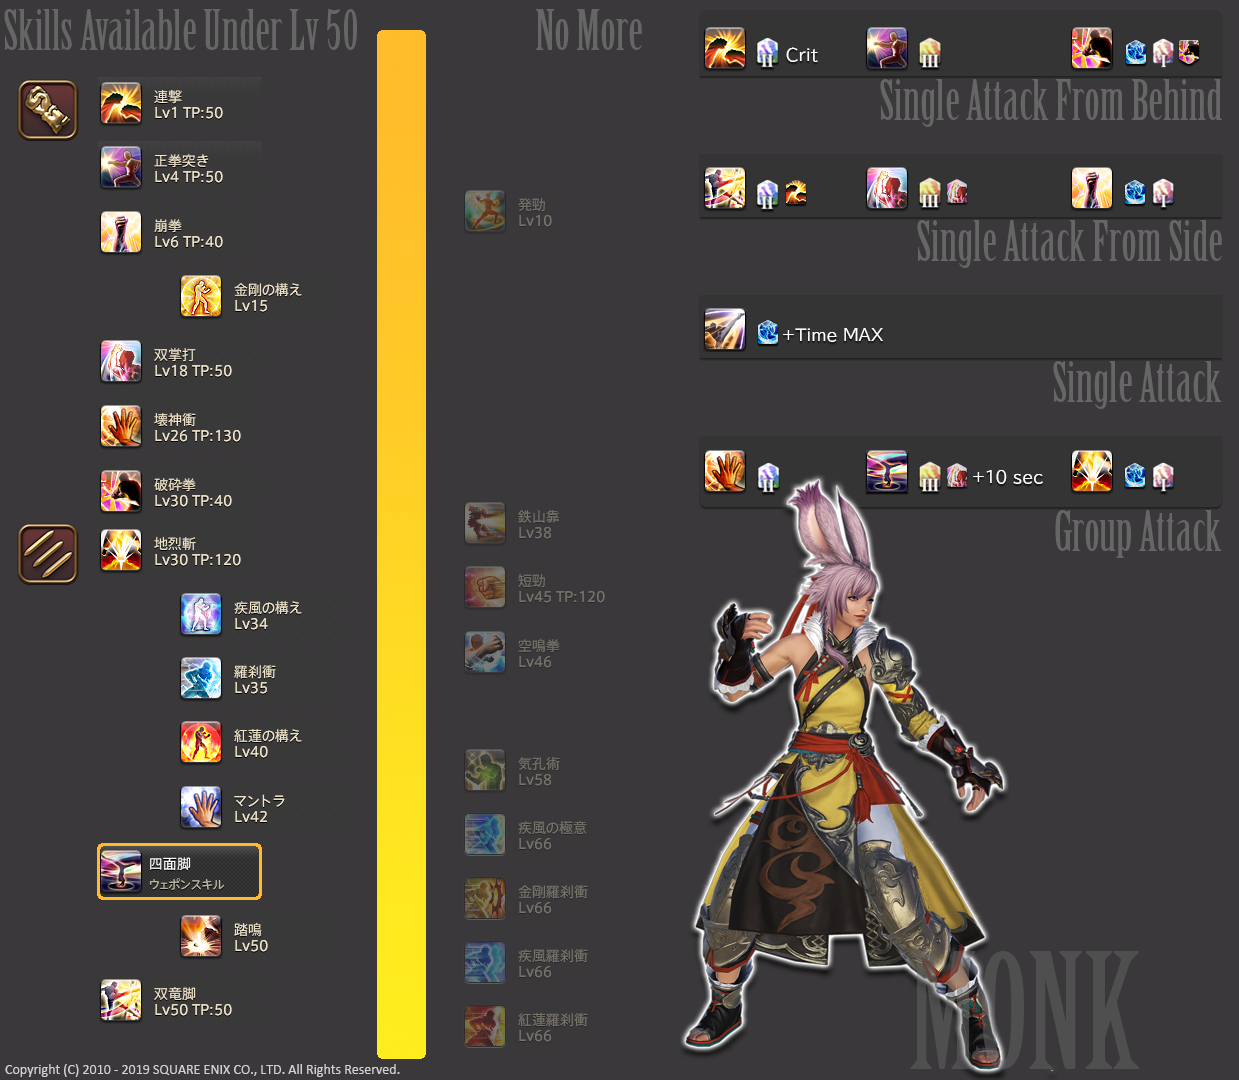 Skills Available Under Lv 50
連撃
Lv1 TP:50
正拳突き
Lv4 TP:50
崩拳
Lv6 TP:40
金剛の構え
Lv15
双掌打
Lv18 TP:50
壊神衝
Lv26 TP:130
破砕拳
Lv30 TP:40
地烈斬
Lv30 TP:120
疾風の構え
Lv34
羅刹衝
Lv35
紅蓮の構え
Lv40
マントラ
Lv42
四面脚
ウェポンスキル
踏鳴
Lv50
双竜脚
Lv50 TP:50
No More
発勁
Lv10
鉄山靠
Lv38
短勁
Lv45 TP:120
空鳴拳
Lv46
気孔術
Lv58
疾風の極意
Lv66
金剛羅刹衝
Lv66
疾風羅刹衝
Lv66
紅蓮羅刹衝
Lv66
II Crit III I
Single Attack From Behind
II III I
Single Attack From Side
+Time MAX
Single Attack
II III +10 sec I
Group Attack
MONK
Copyright (C) 2010 - 2019 SQUARE ENIX CO., LTD. All Rights Reserved.